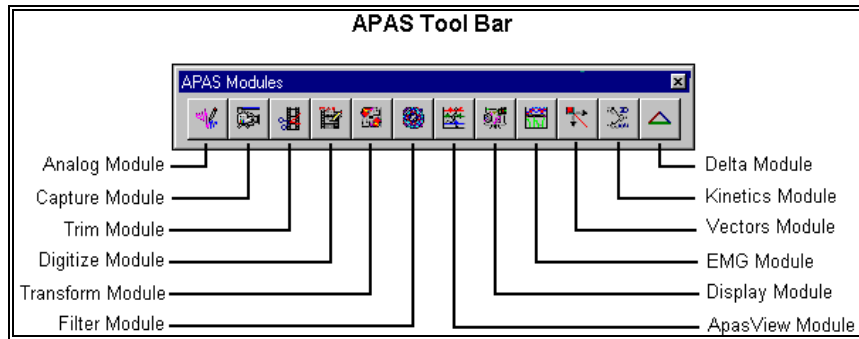 APAS Tool Bar
APAS Modules
Analog Module
Capture Module
Trim Module
Digitize Module
Transform Module
Filter Module
Delta Module
Kinetics Module
Vectors Module
EMG Module
Display Module
ApasView Module